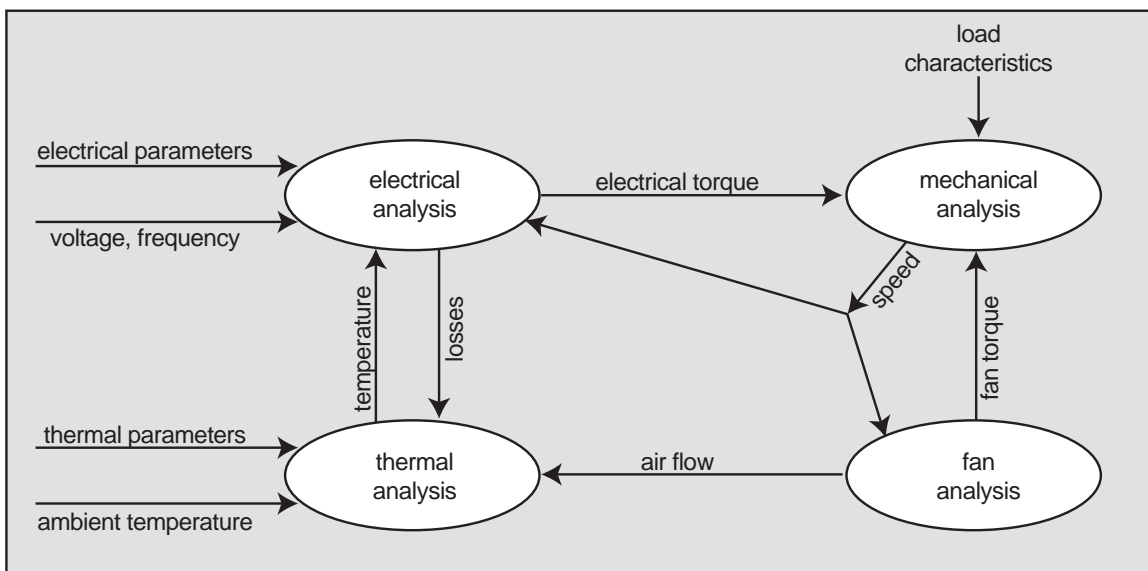 load
characteristics
electrical parameters
electrical
analysis
electrical torque
mechanical
analysis
voltage, frequency
speed
temperature
losses
fan torque
thermal parameters
thermal
analysis
air flow
fan
analysis
ambient temperature